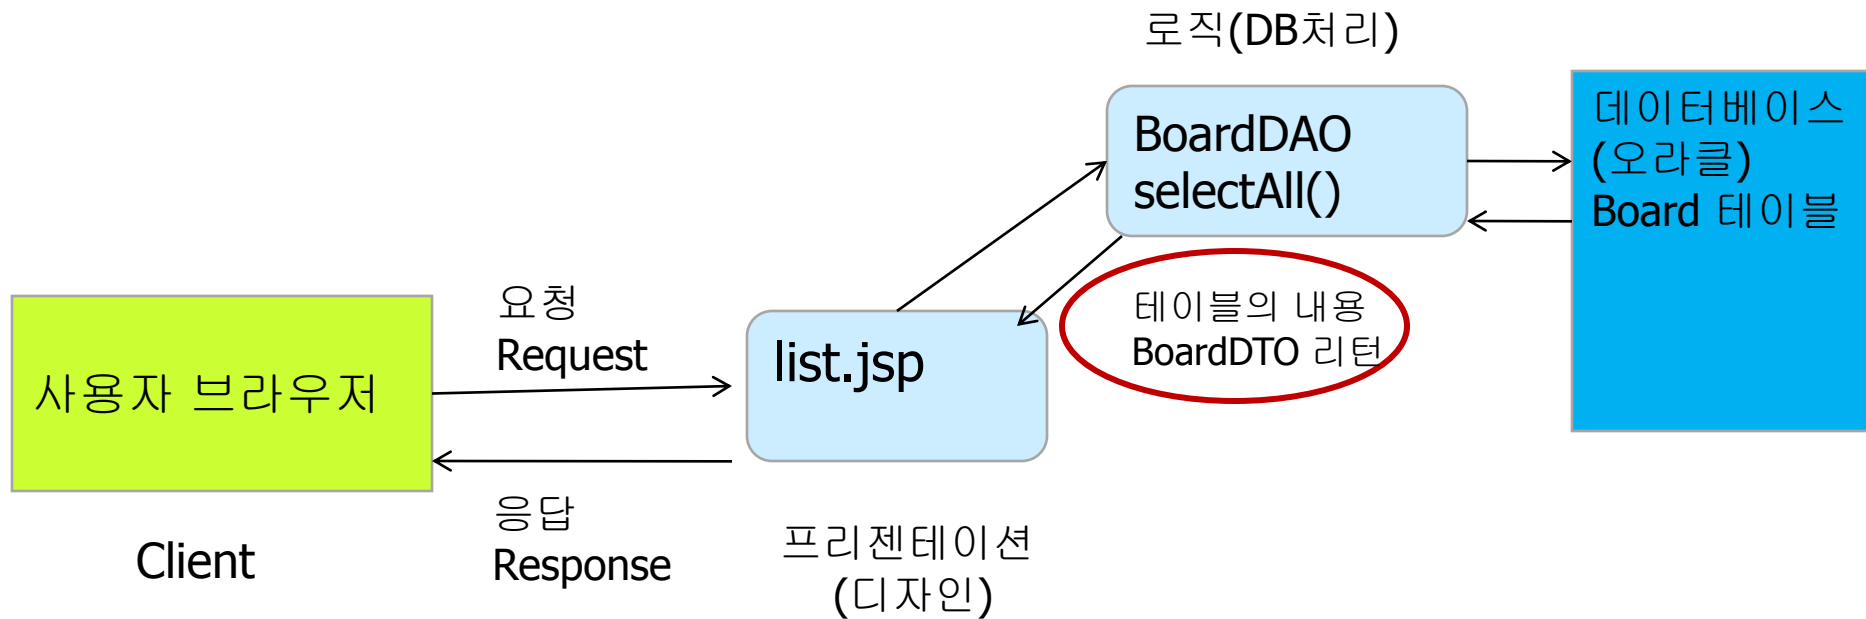 로직(DB처리)
BoardDAO
selectAll()
데이터베이스
(오라클)
Board 테이블
요청
Request
사용자 브라우저
list.jsp
테이블의 내용
BoardDTO 리턴
응답
Response
Client
프리젠테이션
(디자인)